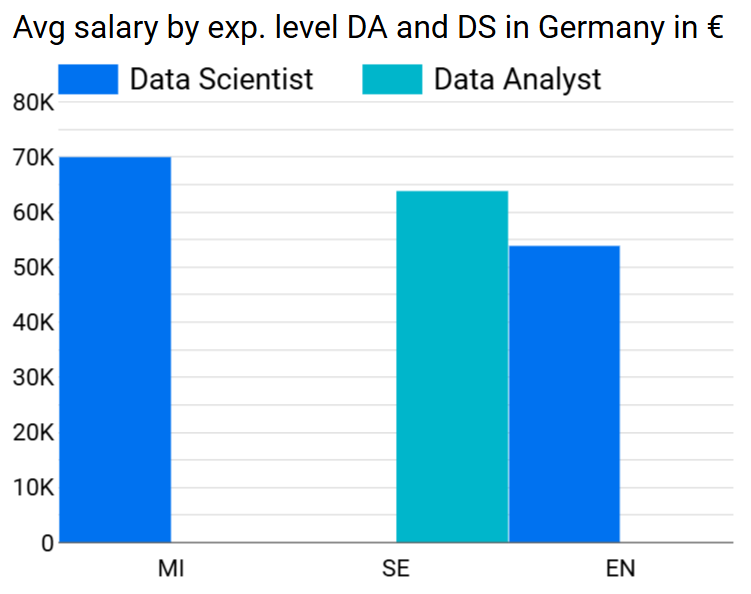 Avg salary by exp. level DA and DS in Germany in €
Data Scientist Data Analyst
80K
70K
60K
50K
40K
30K
20K
10K
0
MI SE EN